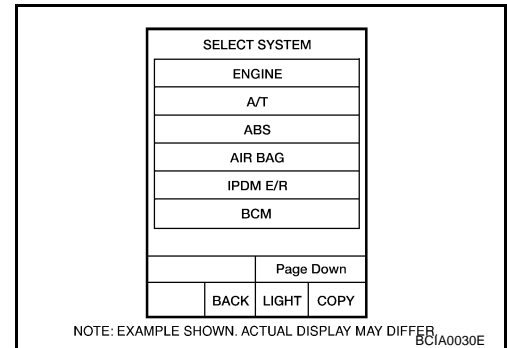 SELECT SYSTEM
ENGINE
A/T
ABS
AIR BAG
IPDM E/R
BCM
Page Down
BACK LIGHT COPY
NOTE: EXAMPLE SHOWN. ACTUAL DISPLAY MAY DIFFER.
BCIA0030E